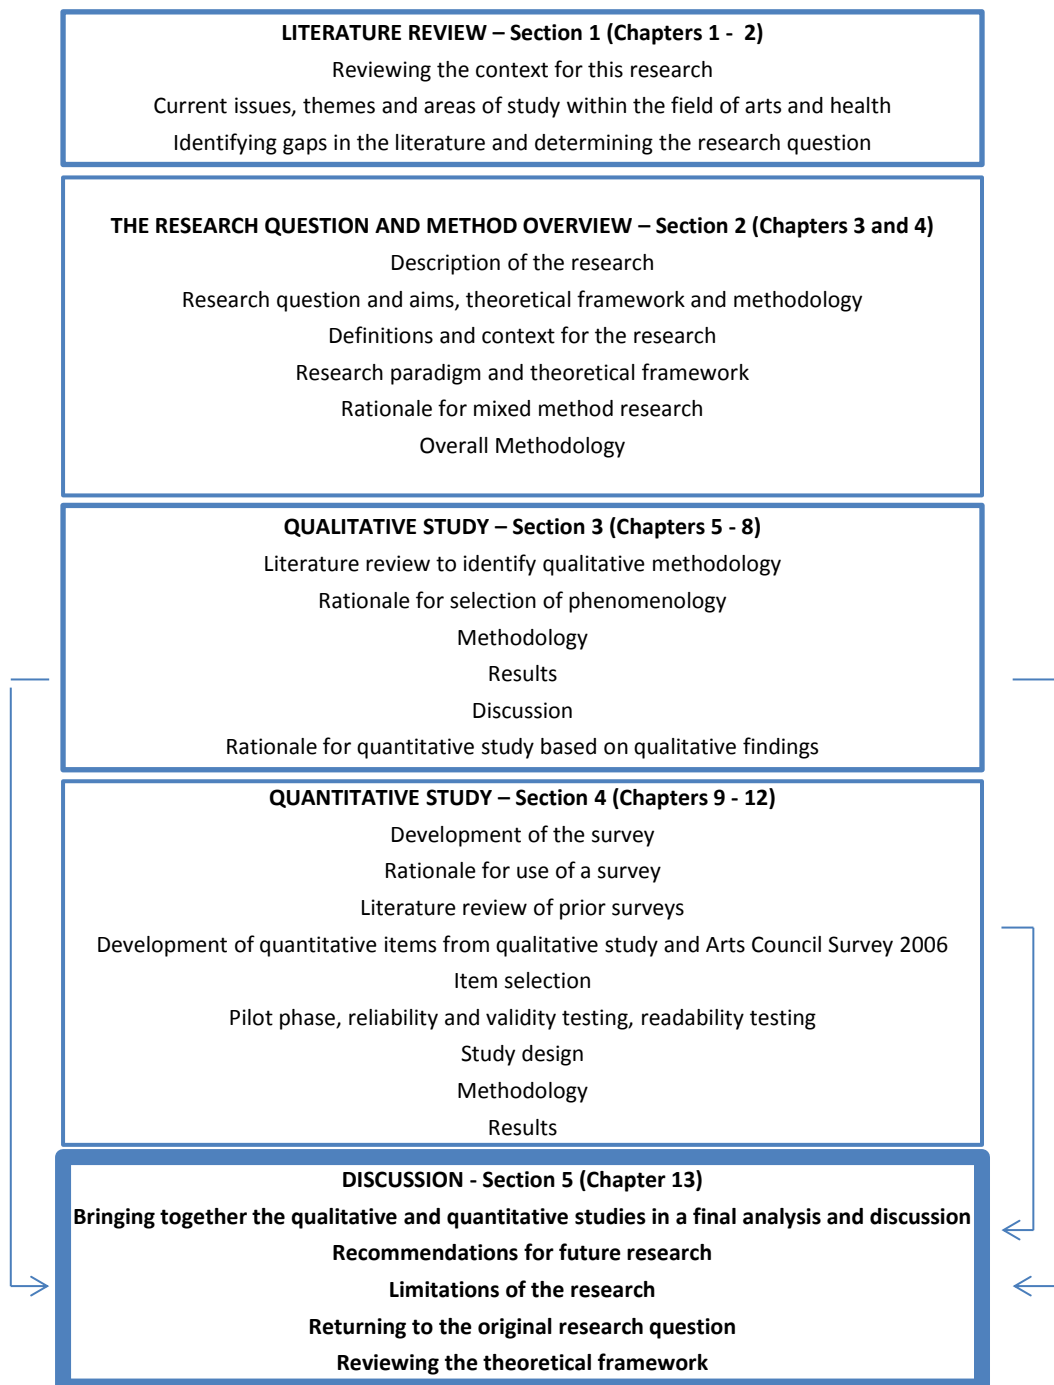 LITERATURE REVIEW – Section 1 (Chapters 1 -  2)
Reviewing the context for this research
Current issues, themes and areas of study within the field of arts and health
Identifying gaps in the literature and determining the research question
THE RESEARCH QUESTION AND METHOD OVERVIEW – Section 2 (Chapters 3 and 4)
Description of the research
Research question and aims, theoretical framework and methodology
Definitions and context for the research
Research paradigm and theoretical framework
Rationale for mixed method research
Overall Methodology
QUALITATIVE STUDY – Section 3 (Chapters 5 - 8)
Literature review to identify qualitative methodology
Rationale for selection of phenomenology
Methodology
Results
Discussion
Rationale for quantitative study based on qualitative findings
QUANTITATIVE STUDY – Section 4 (Chapters 9 - 12)
Development of the survey
Rationale for use of a survey
Literature review of prior surveys
Development of quantitative items from qualitative study and Arts Council Survey 2006
Item selection
Pilot phase, reliability and validity testing, readability testing
Study design
Methodology
Results
DISCUSSION - Section 5 (Chapter 13)
Bringing together the qualitative and quantitative studies in a final analysis and discussion
Recommendations for future research
Limitations of the research
Returning to the original research question
Reviewing the theoretical framework